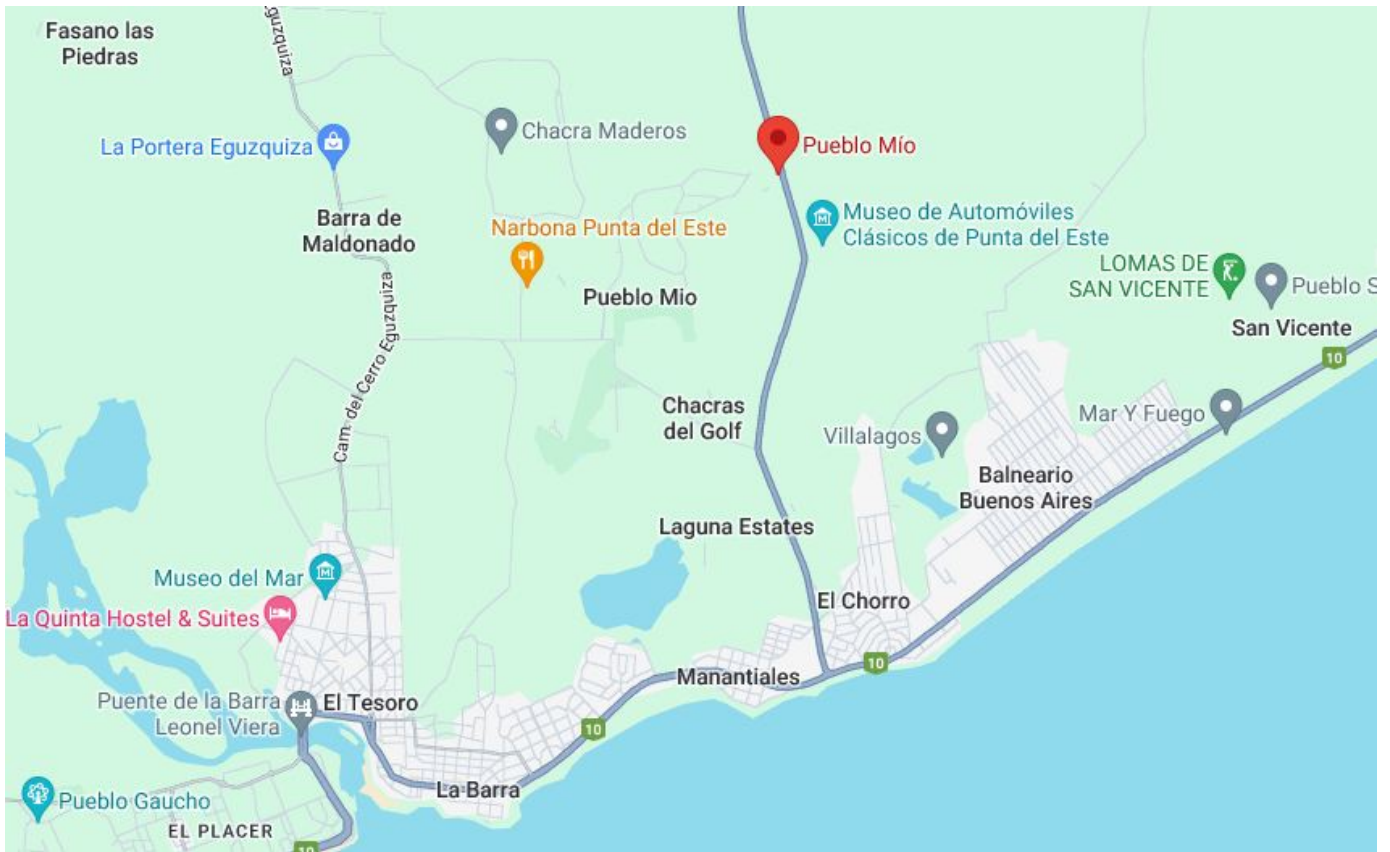 Fasano las
Piedras
Eguzquiza
La Portera Eguzquiza
Chacra Maderos
Pueblo Mío
Barra de
Maldonado
Narbona Punta del Este
Museo de Automóviles
Clásicos de Punta del Este
LOMAS DE
SAN VICENTE
Pueblo S
San Vicente
10
Pueblo Mio
Cam. del Cerro Eguzquiza
Chacras
del Golf
Villalagos
Mar Y Fuego
Balneario
Buenos Aires
Laguna Estates
Museo del Mar
La Quinta Hostel & Suites
El Chorro
10
Manantiales
Puente de la Barra
Leonel Viera
El Tesoro
10
La Barra
Pueblo Gaucho
EL PLACER
10